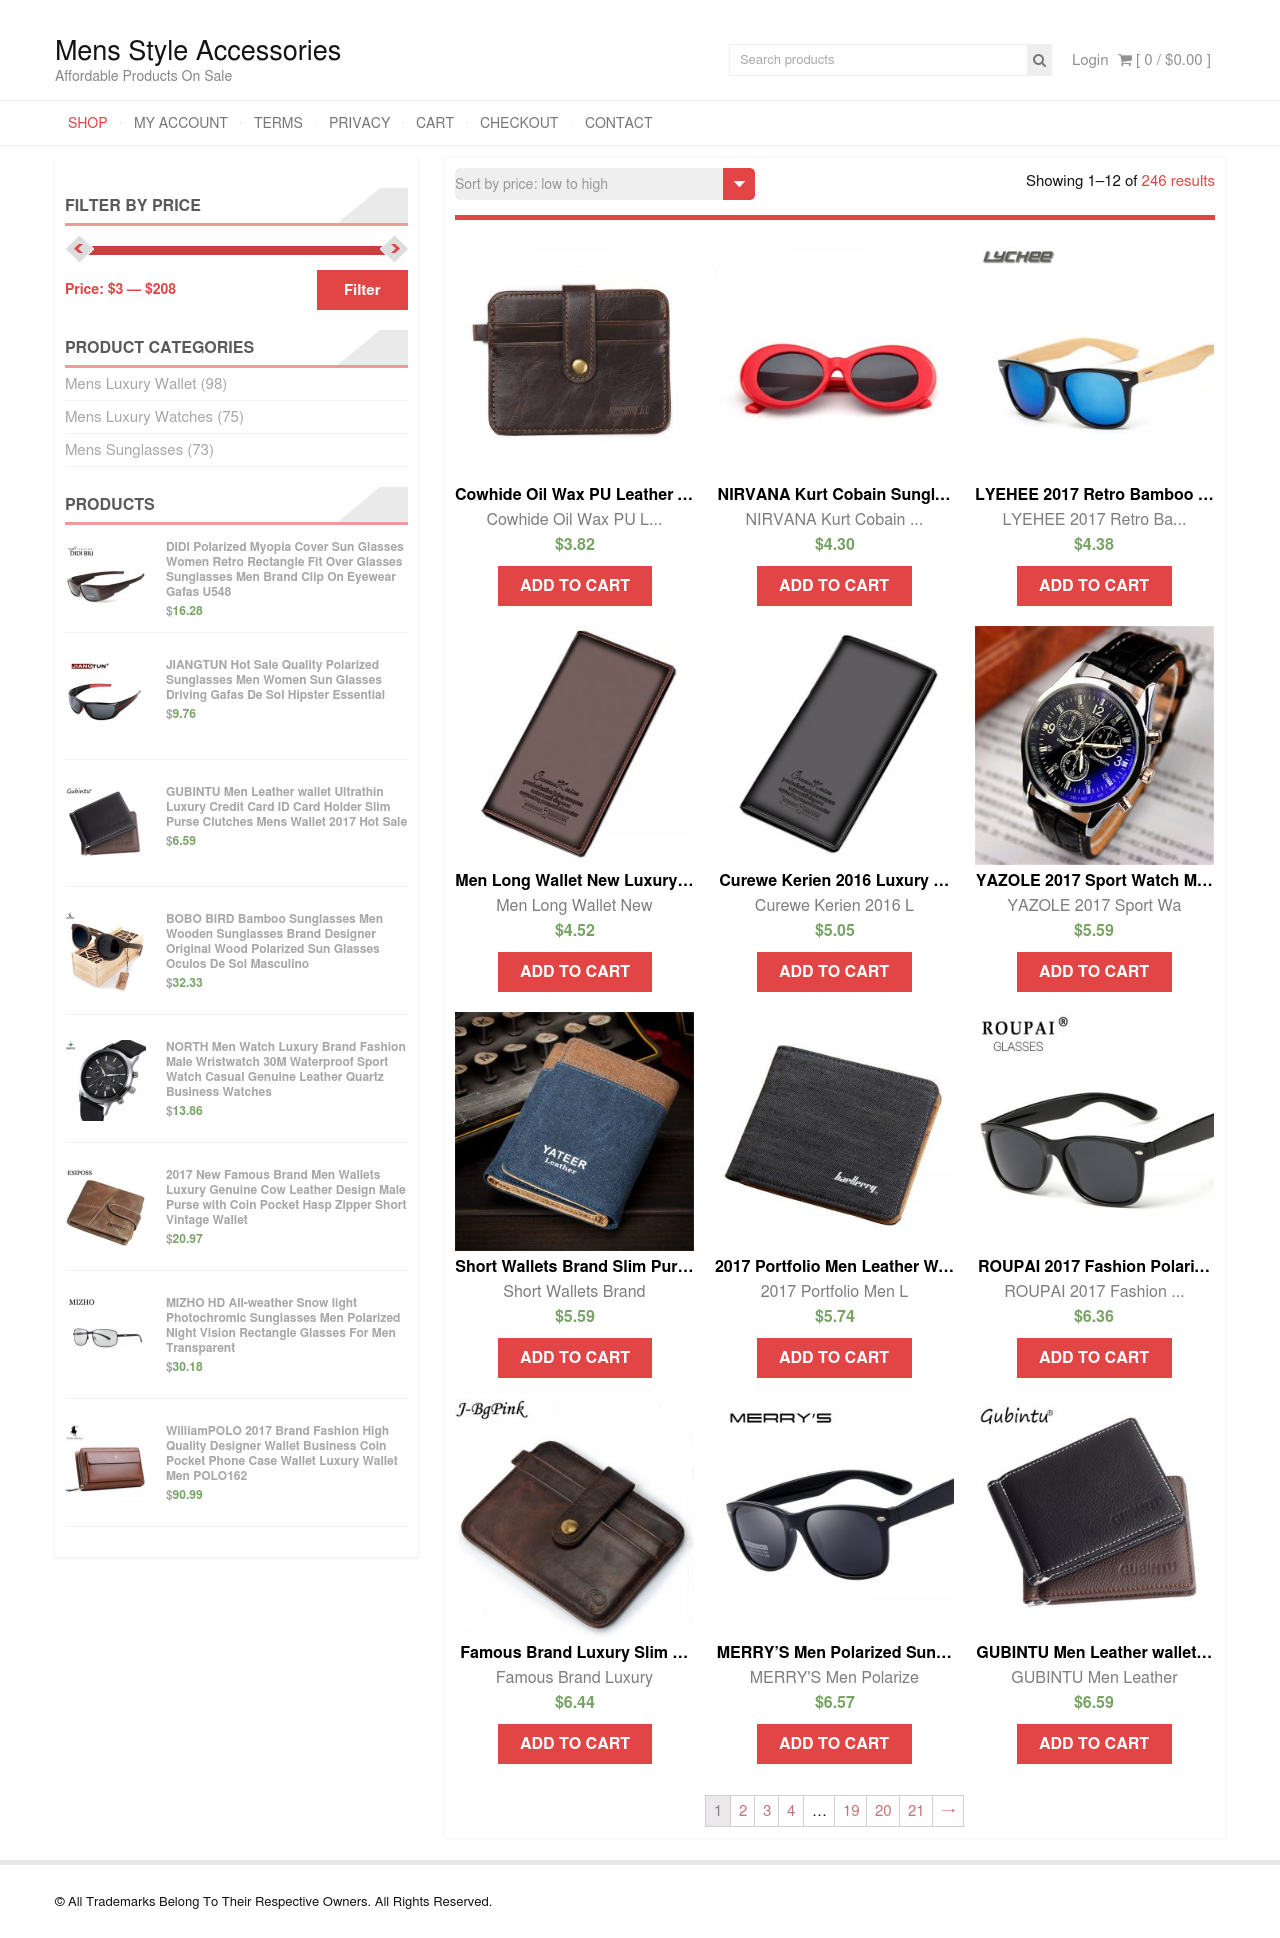 Mens Style Accessories
Affordable Products On Sale
Search products
Login [ 0 / $0.00 ]
SHOP
MY ACCOUNT
TERMS
PRIVACY
CART
CHECKOUT
CONTACT
FILTER BY PRICE
Price: $3 — $208
Filter
PRODUCT CATEGORIES
Mens Luxury Wallet (98)
Mens Luxury Watches (75)
Mens Sunglasses (73)
PRODUCTS
DIDI BIU
DIDI Polarized Myopia Cover Sun Glasses
Women Retro Rectangle Fit Over Glasses
Sunglasses Men Brand Clip On Eyewear
Gafas U548
$16.28
JIANGTUN
JIANGTUN Hot Sale Quality Polarized
Sunglasses Men Women Sun Glasses
Driving Gafas De Sol Hipster Essential
$9.76
Gubintu
GUBINTU Men Leather wallet Ultrathin
Luxury Credit Card ID Card Holder Slim
Purse Clutches Mens Wallet 2017 Hot Sale
$6.59
BOBO BIRD Bamboo Sunglasses Men
Wooden Sunglasses Brand Designer
Original Wood Polarized Sun Glasses
Oculos De Sol Masculino
$32.33
NORTH Men Watch Luxury Brand Fashion
Male Wristwatch 30M Waterproof Sport
Watch Casual Genuine Leather Quartz
Business Watches
$13.86
ESIPOSS
2017 New Famous Brand Men Wallets
Luxury Genuine Cow Leather Design Male
Purse with Coin Pocket Hasp Zipper Short
Vintage Wallet
$20.97
MIZHO
MIZHO HD All-weather Snow light
Photochromic Sunglasses Men Polarized
Night Vision Rectangle Glasses For Men
Transparent
$30.18
WilliamPOLO 2017 Brand Fashion High
Quality Designer Wallet Business Coin
Pocket Phone Case Wallet Luxury Wallet
Men POLO162
$90.99
Sort by price: low to high
Showing 1–12 of 246 results
LYCHEE
Cowhide Oil Wax PU Leather ...
Cowhide Oil Wax PU L...
$3.82
ADD TO CART
NIRVANA Kurt Cobain Sungl...
NIRVANA Kurt Cobain ...
$4.30
ADD TO CART
LYEHEE 2017 Retro Bamboo ...
LYEHEE 2017 Retro Ba...
$4.38
ADD TO CART
Men Long Wallet New Luxury...
Men Long Wallet New
$4.52
ADD TO CART
Curewe Kerien 2016 Luxury ...
Curewe Kerien 2016 L
$5.05
ADD TO CART
YAZOLE 2017 Sport Watch M...
YAZOLE 2017 Sport Wa
$5.59
ADD TO CART
YATEER
Leather
Short Wallets Brand Slim Pur...
Short Wallets Brand
$5.59
ADD TO CART
baellerry
2017 Portfolio Men Leather W...
2017 Portfolio Men L
$5.74
ADD TO CART
ROUPAI®
GLASSES
ROUPAI 2017 Fashion Polari...
ROUPAI 2017 Fashion ...
$6.36
ADD TO CART
J-BgPink
Famous Brand Luxury Slim ...
Famous Brand Luxury
$6.44
ADD TO CART
MERRY'S
MERRY’S Men Polarized Sun...
MERRY'S Men Polarize
$6.57
ADD TO CART
Gubintu®
GUBINTU
GUBINTU
GUBINTU Men Leather wallet...
GUBINTU Men Leather
$6.59
ADD TO CART
1 2 3 4 … 19 20 21 →
© All Trademarks Belong To Their Respective Owners. All Rights Reserved.